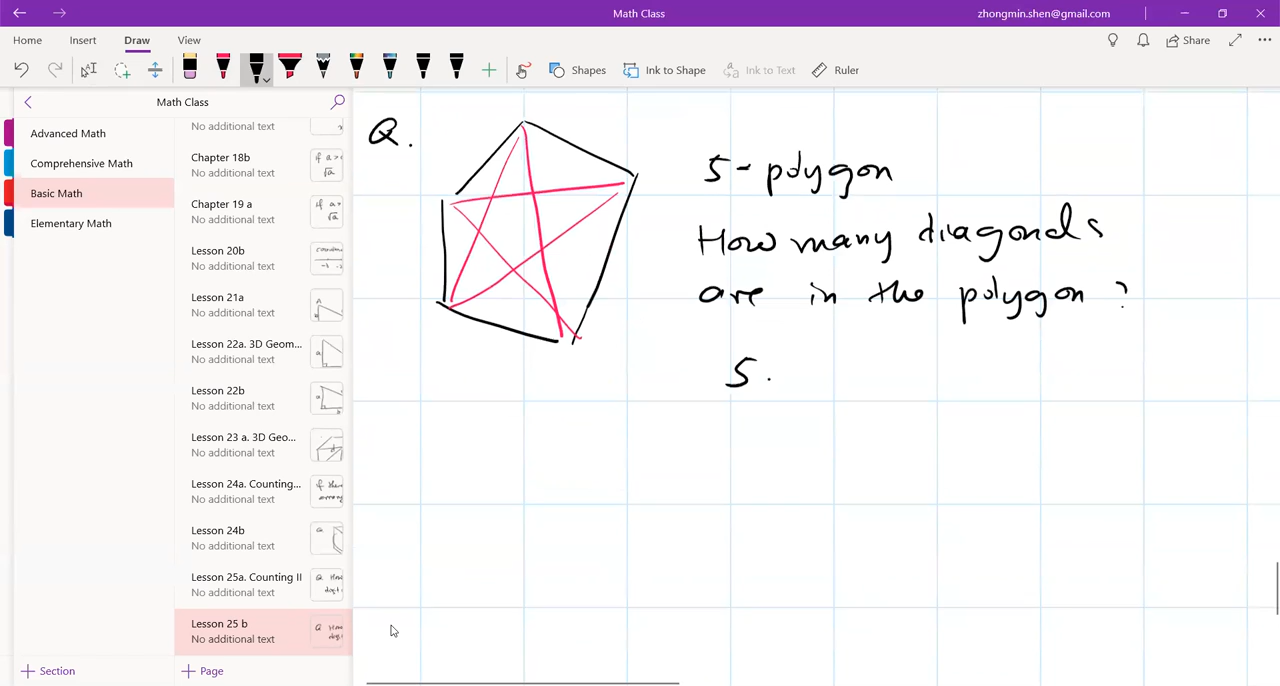 Math Class
zhongmin.shen@gmail.com
Home Insert Draw View
Share
Shapes
Ink to Shape
Ink to Text
Ruler
Math Class
Advanced Math
Comprehensive Math
Basic Math
Elementary Math
Section
No additional text
Chapter 18b
No additional text
Chapter 19 a
No additional text
Lesson 20b
No additional text
Lesson 21a
No additional text
Lesson 22a. 3D Geom...
No additional text
Lesson 22b
No additional text
Lesson 23 a. 3D Geo...
No additional text
Lesson 24a. Counting...
No additional text
Lesson 24b
No additional text
Lesson 25a. Counting II
No additional text
Lesson 25 b
No additional text
Page
Q.
5-polygon
How many diagonals
are in the polygon ?
5.